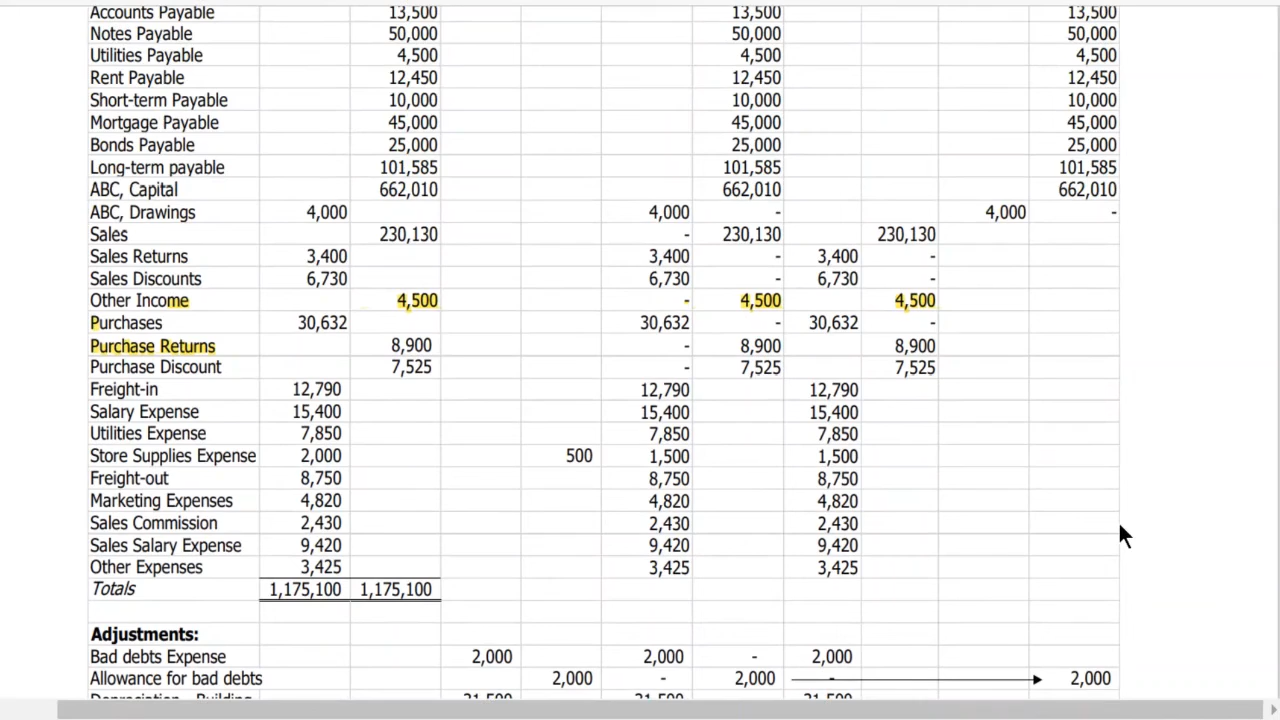 Accounts Payable 13,500 13,500 13,500
Notes Payable 50,000 50,000 50,000
Utilities Payable 4,500 4,500 4,500
Rent Payable 12,450 12,450 12,450
Short-term Payable 10,000 10,000 10,000
Mortgage Payable 45,000 45,000 45,000
Bonds Payable 25,000 25,000 25,000
Long-term payable 101,585 101,585 101,585
ABC, Capital 662,010 662,010 662,010
ABC, Drawings 4,000 4,000 - 4,000 -
Sales 230,130 - 230,130 230,130
Sales Returns 3,400 3,400 - 3,400 -
Sales Discounts 6,730 6,730 - 6,730 -
Other Income 4,500 - 4,500 4,500
Purchases 30,632 30,632 - 30,632 -
Purchase Returns 8,900 - 8,900 8,900
Purchase Discount 7,525 - 7,525 7,525
Freight-in 12,790 12,790 12,790
Salary Expense 15,400 15,400 15,400
Utilities Expense 7,850 7,850 7,850
Store Supplies Expense 2,000 500 1,500 1,500
Freight-out 8,750 8,750 8,750
Marketing Expenses 4,820 4,820 4,820
Sales Commission 2,430 2,430 2,430
Sales Salary Expense 9,420 9,420 9,420
Other Expenses 3,425 3,425 3,425
Totals 1,175,100 1,175,100
Adjustments:
Bad debts Expense 2,000 2,000 - 2,000
Allowance for bad debts 2,000 - 2,000 - 2,000